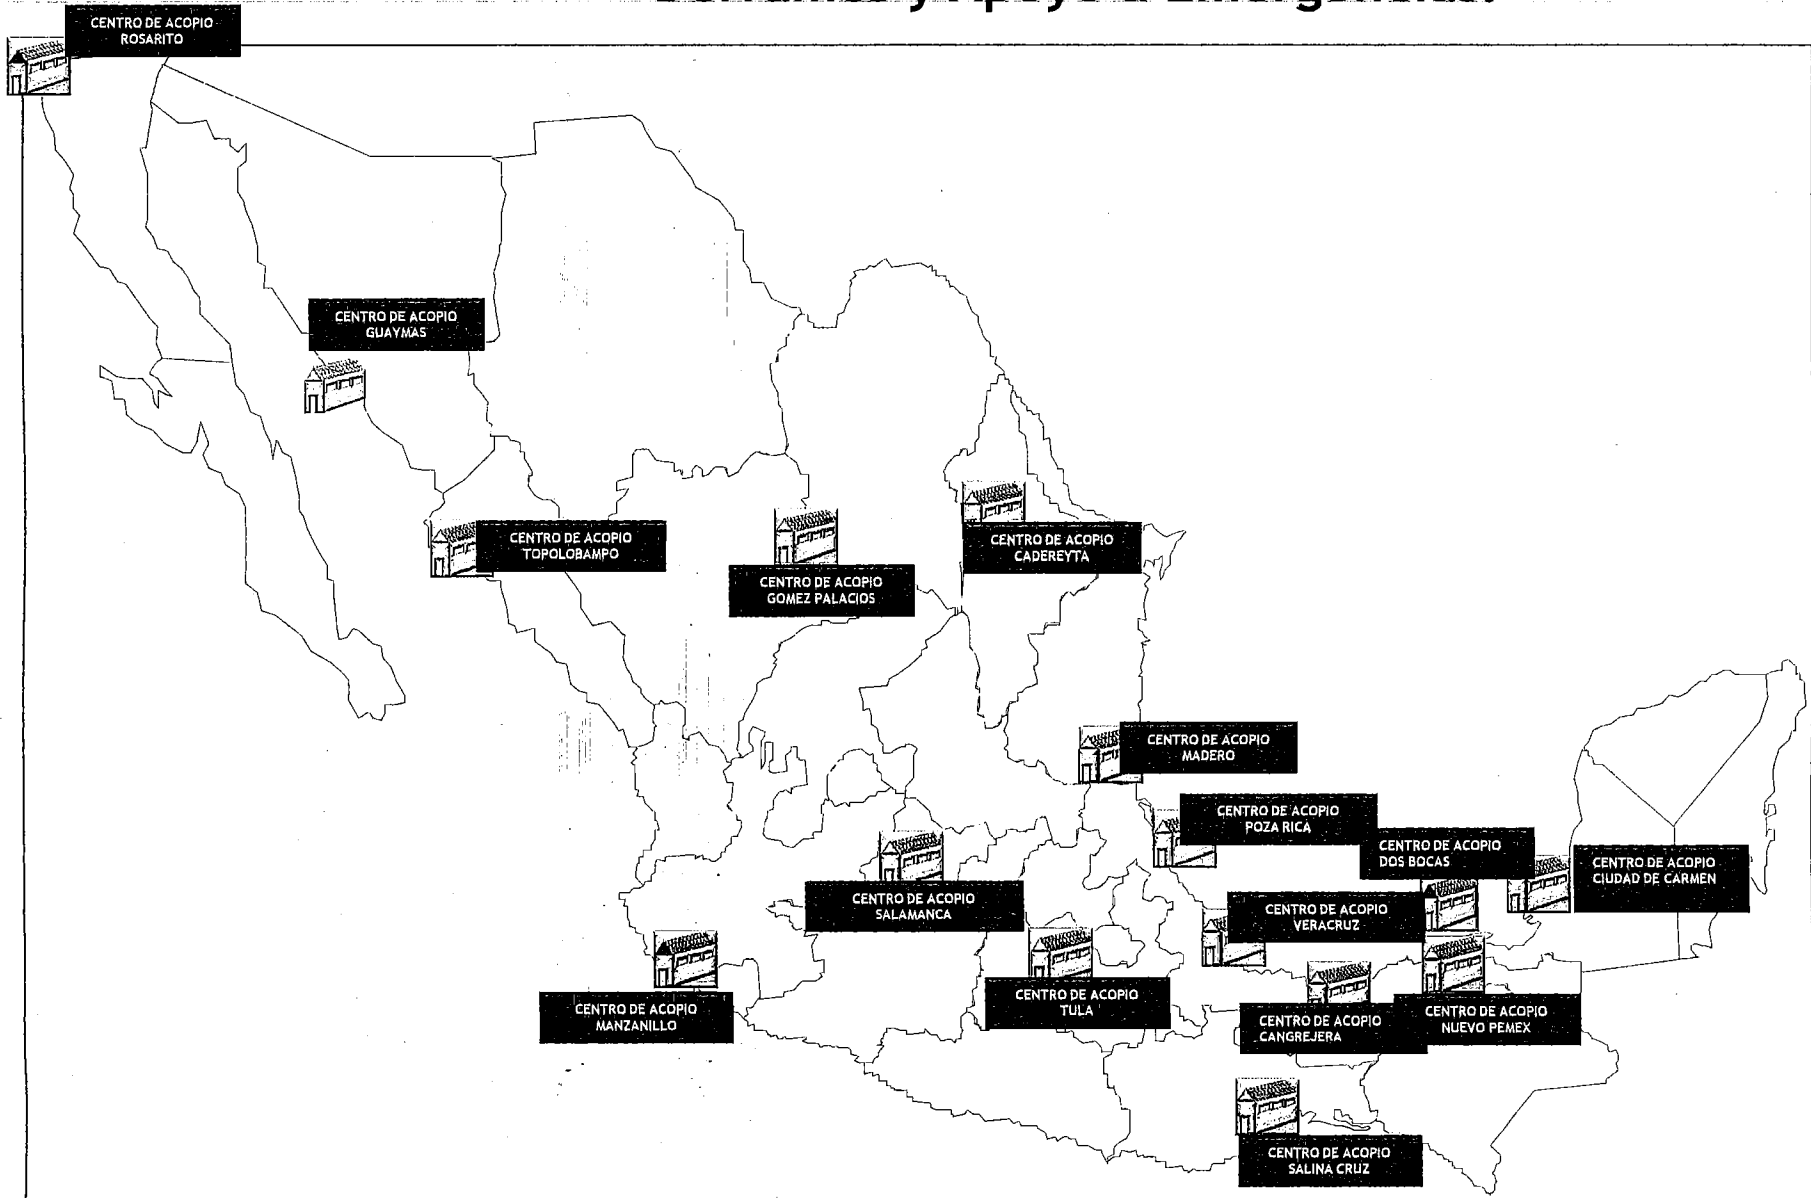 y Apoyo a Emergencias.
CENTRO DE ACOPIO
ROSARITO
CENTRO DE ACOPIO
GUAYMAS
CENTRO DE ACOPIO
TOPOLOBAMPO
CENTRO DE ACOPIO
GOMEZ PALACIOS
CENTRO DE ACOPIO
CADEREYTA
CENTRO DE ACOPIO
MADERO
CENTRO DE ACOPIO
POZA RICA
CENTRO DE ACOPIO
DOS BOCAS
CENTRO DE ACOPIO
CIUDAD DE CARMEN
CENTRO DE ACOPIO
SALAMANCA
CENTRO DE ACOPIO
VERACRUZ
CENTRO DE ACOPIO
MANZANILLO
CENTRO DE ACOPIO
TULA
CENTRO DE ACOPIO
CANGREJERA
CENTRO DE ACOPIO
NUEVO PEMEX
CENTRO DE ACOPIO
SALINA CRUZ